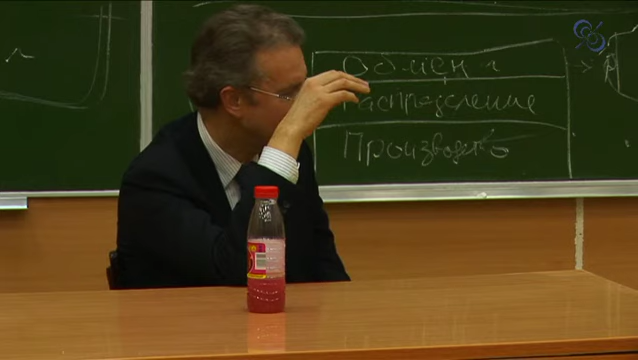 Обмен
Распределение
Производство